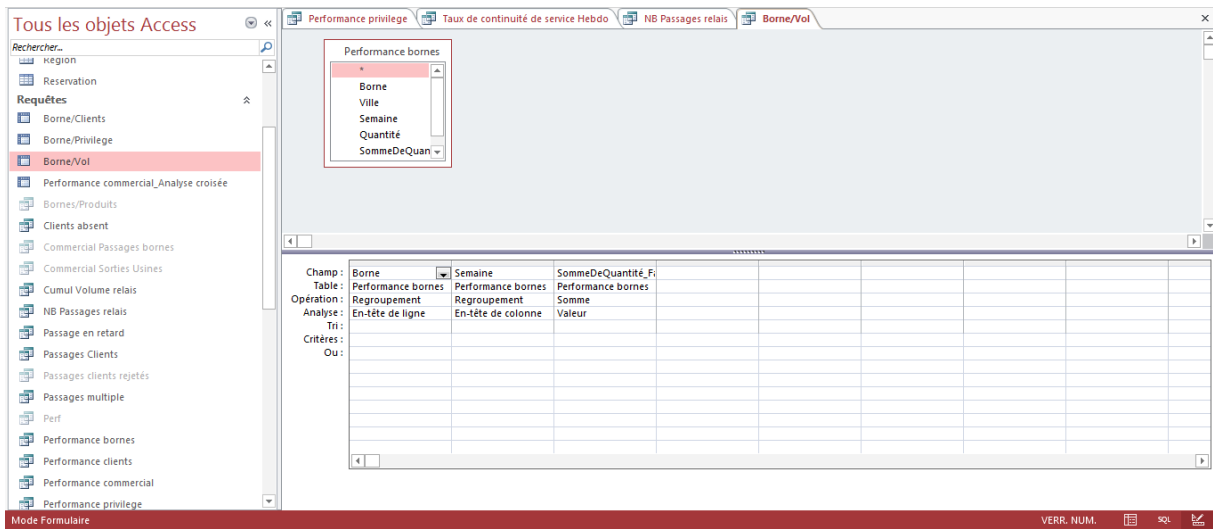 Tous les objets Access
Rechercher...
Region
Reservation
Requêtes
Borne/Clients
Borne/Privilege
Borne/Vol
Performance commercial_Analyse croisée
Bornes/Produits
Clients absent
Commercial Passages bornes
Commercial Sorties Usines
Cumul Volume relais
NB Passages relais
Passage en retard
Passages Clients
Passages clients rejetés
Passages multiple
Perf
Performance bornes
Performance clients
Performance commercial
Performance privilege
Performance privilege Taux de continuité de service Hebdo NB Passages relais Borne/Vol
Performance bornes
*
Borne
Ville
Semaine
Quantité
SommeDeQuan
Champ : Borne Semaine SommeDeQuantité_Fa
Table : Performance bornes Performance bornes Performance bornes
Opération : Regroupement Regroupement Somme
Analyse : En-tête de ligne En-tête de colonne Valeur
Tri :
Critères :
Ou :
Mode Formulaire VERR. NUM. SQL